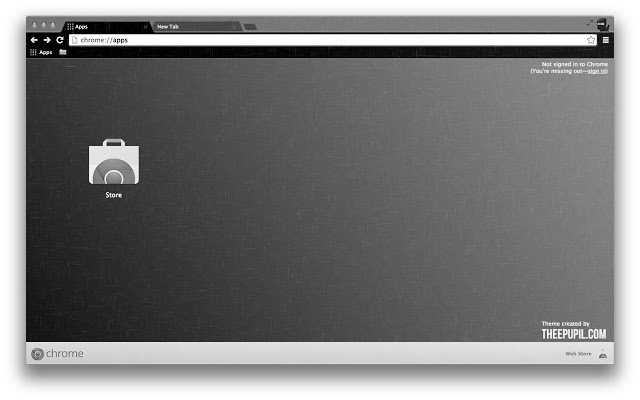 Apps
New Tab
chrome://apps
Apps
Not signed in to Chrome
(You're missing out—sign in)
Store
Theme created by
THEEPUPIL.COM
chrome
Web Store